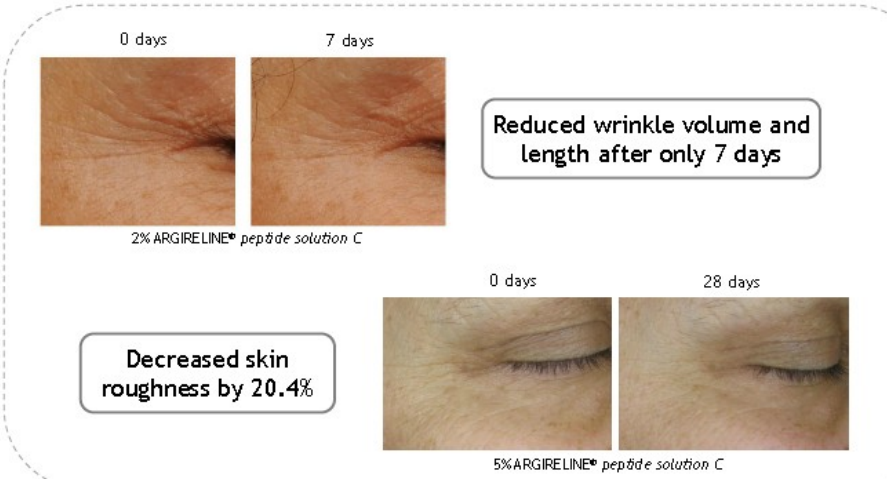 0 days
7 days
Reduced wrinkle volume and
length after only 7 days
2% ARGIRELINE® peptide solution C
0 days
28 days
Decreased skin
roughness by 20.4%
5%ARGIRELINE® peptide solution C